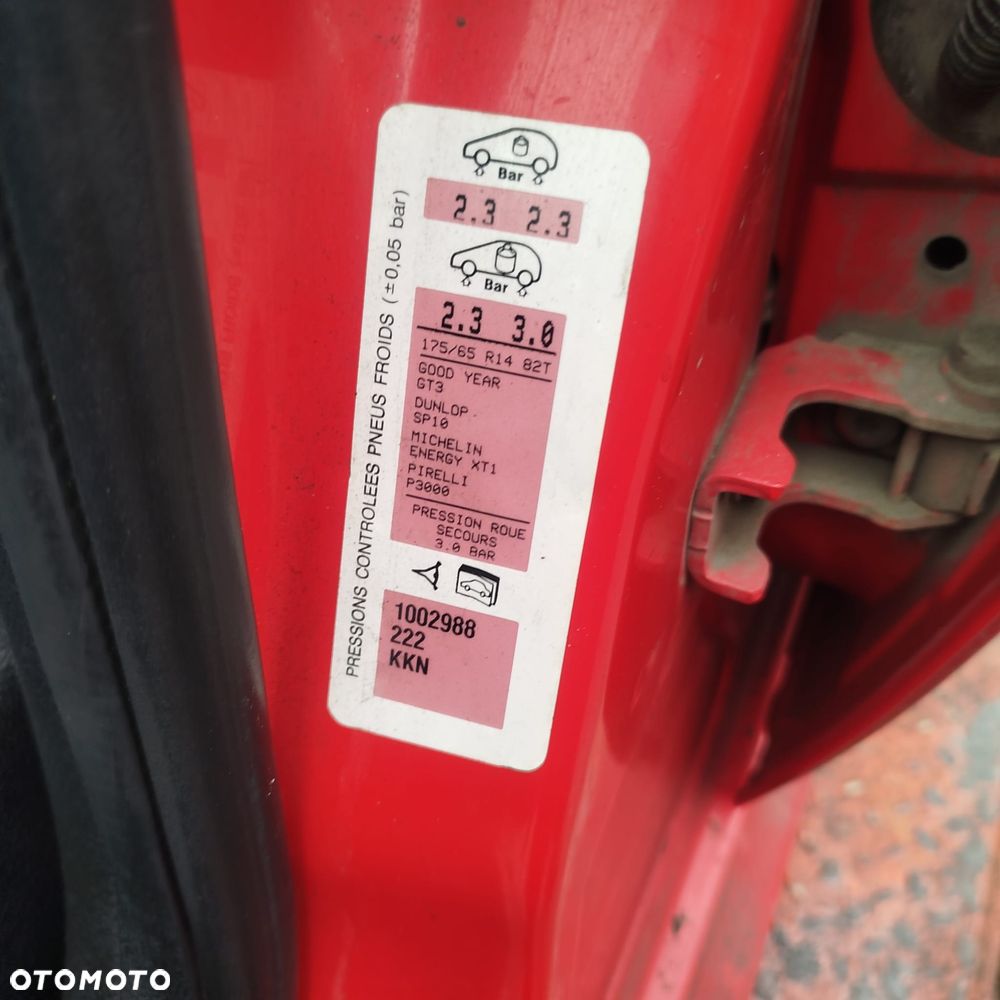 PRESSIONS CONTROLEES PNEUS FROIDS (±0,05 bar)
Bar
2.3 2.3
Bar
2.3 3.0
175/65 R14 82T
GOOD YEAR
GT3
DUNLOP
SP10
MICHELIN
ENERGY XT1
PIRELLI
P3000
PRESSION ROUE
SECOURS
3.0 BAR
1002988
222
KKN
OTOMOTO